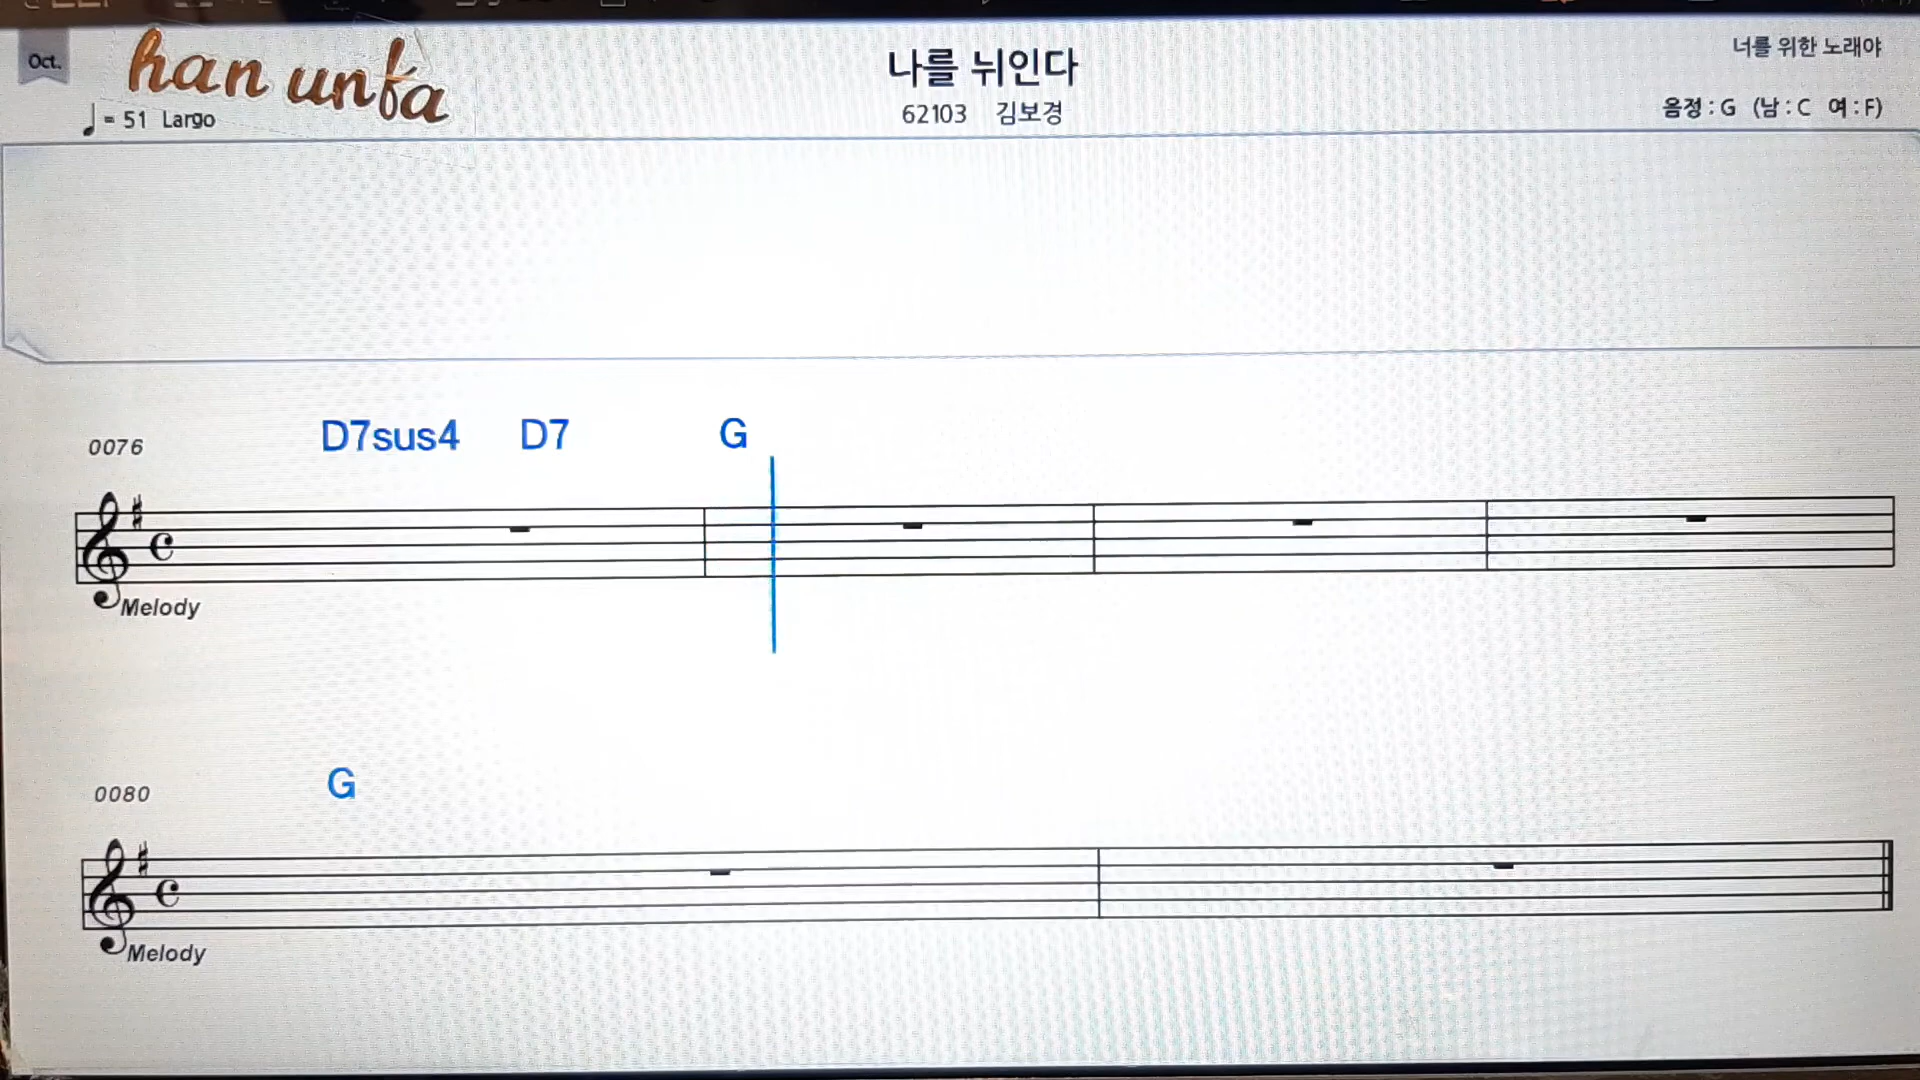 Oct.
han unfa
나를 뉘인다
너를 위한 노래야
♩ = 51 Largo
62103 김보경
음정 : G (남 : C 여 : F)
0076
D7sus4 D7 G
Melody
0080
G
Melody